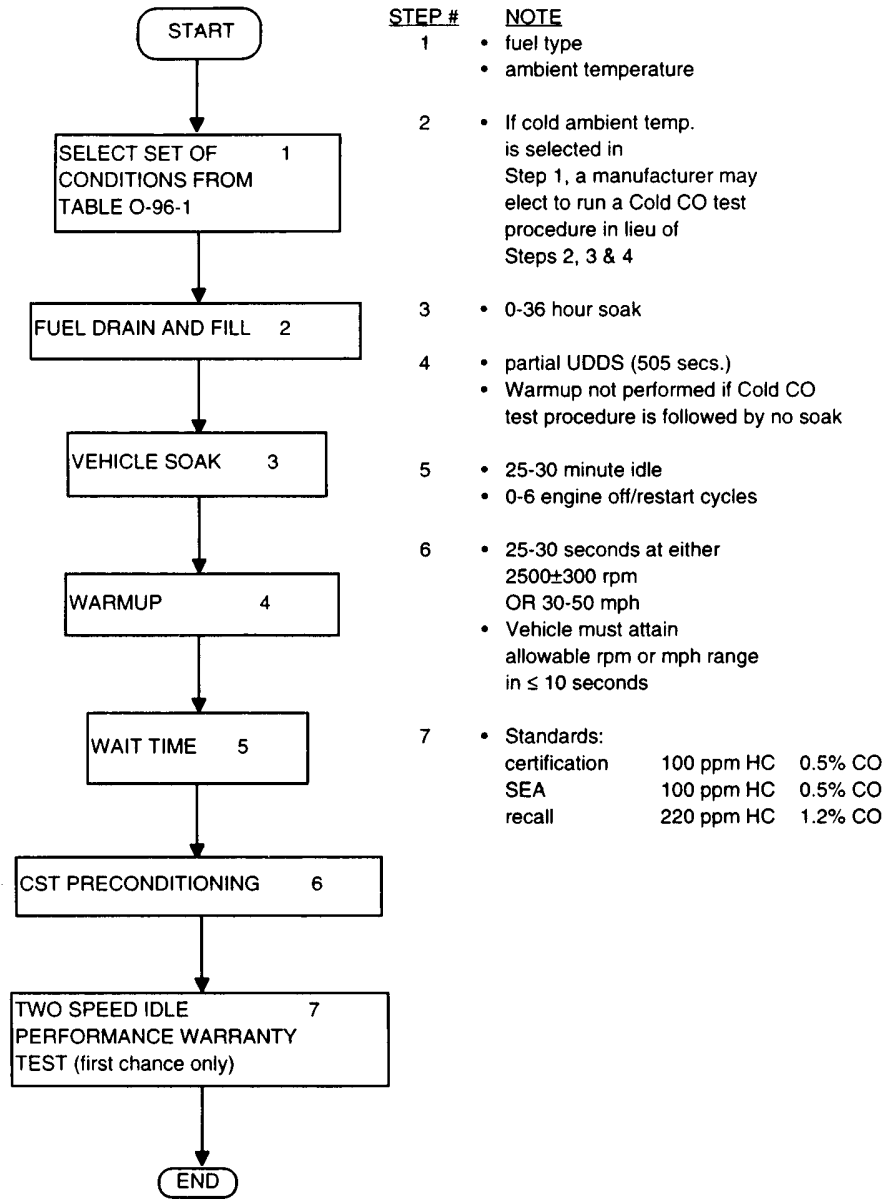 START
SELECT SET OF 1
CONDITIONS FROM
TABLE O-96-1
FUEL DRAIN AND FILL 2
VEHICLE SOAK 3
WARMUP 4
WAIT TIME 5
CST PRECONDITIONING 6
TWO SPEED IDLE 7
PERFORMANCE WARRANTY
TEST (first chance only)
END
STEP # NOTE
1 • fuel type
• ambient temperature
2 • If cold ambient temp.
is selected in
Step 1, a manufacturer may
elect to run a Cold CO test
procedure in lieu of
Steps 2, 3 & 4
3 • 0-36 hour soak
4 • partial UDDS (505 secs.)
• Warmup not performed if Cold CO
test procedure is followed by no soak
5 • 25-30 minute idle
• 0-6 engine off/restart cycles
6 • 25-30 seconds at either
2500±300 rpm
OR 30-50 mph
• Vehicle must attain
allowable rpm or mph range
in ≤ 10 seconds
7 • Standards:
certification 100 ppm HC 0.5% CO
SEA 100 ppm HC 0.5% CO
recall 220 ppm HC 1.2% CO